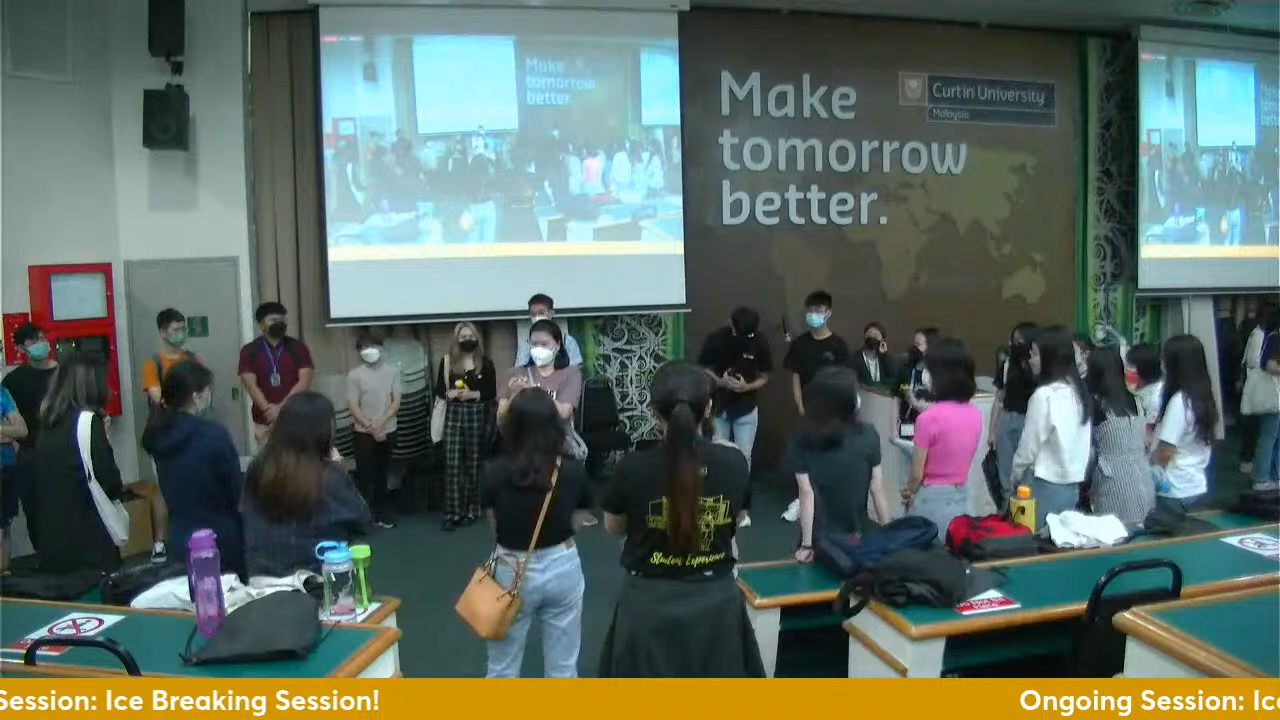 Make
tomorrow
better.
Make
tomorrow
better.
Curtin University
Malaysia
Student Experience
Session: Ice Breaking Session!
Ongoing Session: Ice